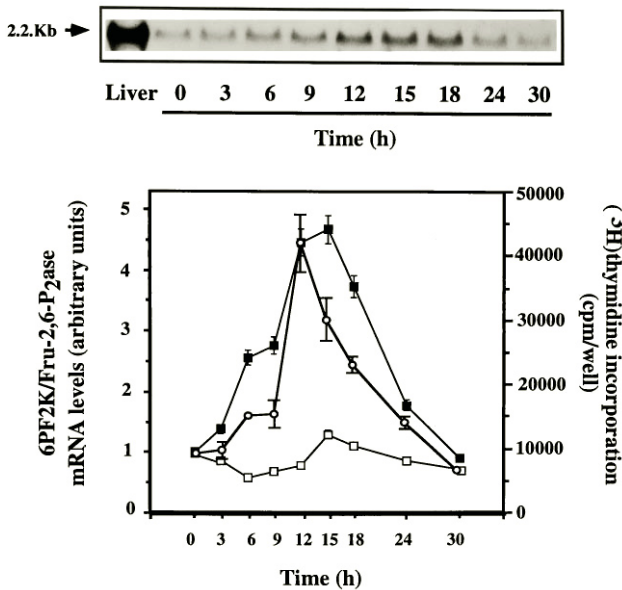 2.2.Kb
Liver 0 3 6 9 12 15 18 24 30
Time (h)
6PF2K/Fru-2,6-P2ase
mRNA levels (arbitrary units)
5
4
3
2
1
0
50000
40000
30000
20000
10000
0
(3H)thymidine incorporation
(cpm/well)
0 3 6 9 12 15 18 24 30
Time (h)